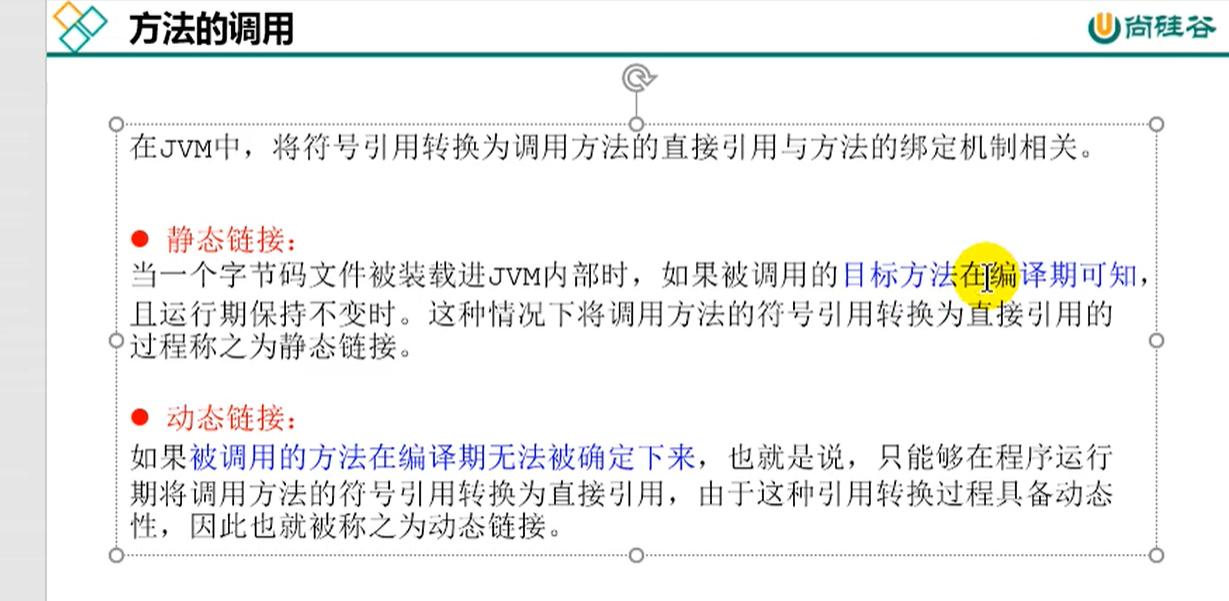 方法的调用
尚硅谷
在JVM中，将符号引用转换为调用方法的直接引用与方法的绑定机制相关。
静态链接：
当一个字节码文件被装载进JVM内部时，如果被调用的目标方法在编译期可知，
且运行期保持不变时。这种情况下将调用方法的符号引用转换为直接引用的
过程称之为静态链接。
动态链接：
如果被调用的方法在编译期无法被确定下来，也就是说，只能够在程序运行
期将调用方法的符号引用转换为直接引用，由于这种引用转换过程具备动态
性，因此也就被称之为动态链接。